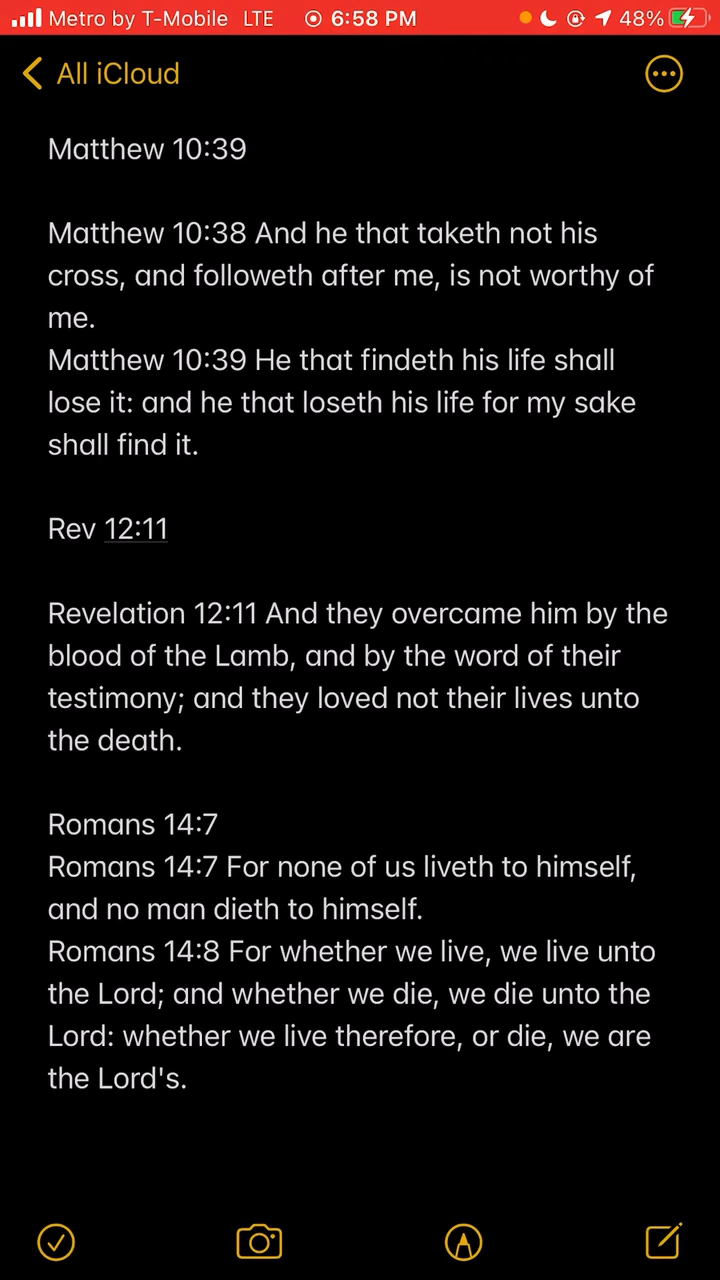 Metro by T-Mobile LTE 6:58 PM 48%
All iCloud
Matthew 10:39
Matthew 10:38 And he that taketh not his
cross, and followeth after me, is not worthy of
me.
Matthew 10:39 He that findeth his life shall
lose it: and he that loseth his life for my sake
shall find it.
Rev 12:11
Revelation 12:11 And they overcame him by the
blood of the Lamb, and by the word of their
testimony; and they loved not their lives unto
the death.
Romans 14:7
Romans 14:7 For none of us liveth to himself,
and no man dieth to himself.
Romans 14:8 For whether we live, we live unto
the Lord; and whether we die, we die unto the
Lord: whether we live therefore, or die, we are
the Lord's.